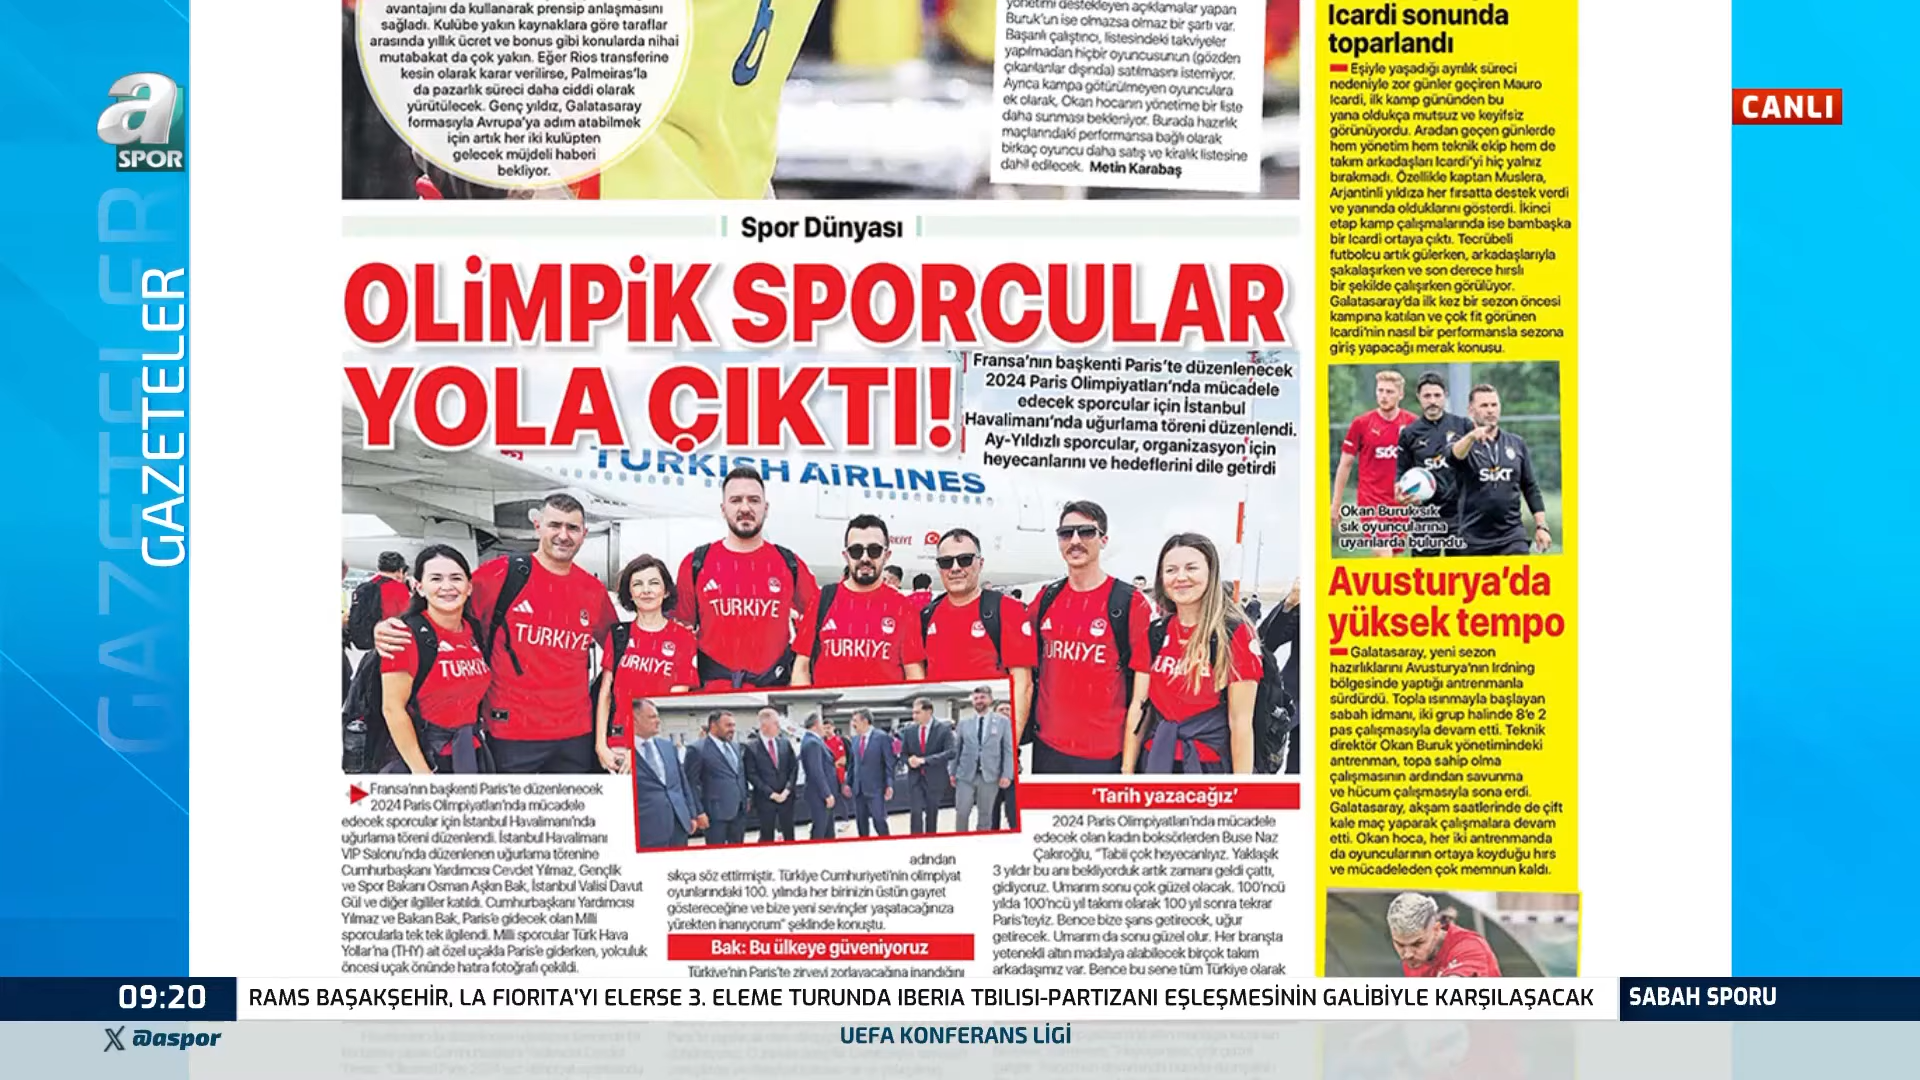 avantajını da kullanarak prensip anlaşmasını
sağladı. Kulübe yakın kaynaklara göre taraflar
arasında yıllık ücret ve bonus gibi konularda nihai
mutabakat da çok yakın. Eğer Rios transferine
kesin olarak karar verilirse, Palmeiras'la
da pazarlık süreci daha ciddi olarak
yürütülecek. Genç yıldız, Galatasaray
formasıyla Avrupa'ya adım atabilmek
için artık her iki kulüpten
gelecek müjdeli haberi
bekliyor.
yönetimi destekleyen açıklamalar yapan
Buruk'un ise olmazsa olmaz bir şartı var.
Başarılı çalıştırıcı, listesindeki takviyeler
yapılmadan hiçbir oyuncusunun (gözden
çıkarılanlar dışında) satılmasını istemiyor.
Ayrıca kampa götürülmeyen oyunculara
ek olarak, Okan hocanın yönetime bir liste
daha sunması bekleniyor. Burada hazırlık
maçlarındaki performansa bağlı olarak
birkaç oyuncu daha satış ve kiralık listesine
dahil edilecek. Metin Karabaş
Icardi sonunda
toparlandı
Eşiyle yaşadığı ayrılık süreci
nedeniyle zor günler geçiren Mauro
Icardi, ilk kamp gününden bu
yana oldukça mutsuz ve keyifsiz
görünüyordu. Aradan geçen günlerde
hem yönetim hem teknik ekip hem de
takım arkadaşları Icardi'yi hiç yalnız
bırakmadı. Özellikle kaptan Muslera,
Arjantinli yıldıza her fırsatta destek verdi
ve yanında olduklarını gösterdi. İkinci
etap kamp çalışmalarında ise bambaşka
bir Icardi ortaya çıktı. Tecrübeli
futbolcu artık gülerken, arkadaşlarıyla
şakalaşırken ve son derece hırslı
bir şekilde çalışırken görülüyor.
Galatasaray'da ilk kez bir sezon öncesi
kampına katılan ve çok fit görünen
Icardi'nin nasıl bir performansla sezona
giriş yapacağı merak konusu.
a
SPOR
CANLI
GAZETELER
GAZETELER
Spor Dünyası
OLİMPİK SPORCULAR
YOLA ÇIKTI!
Fransa'nın başkenti Paris'te düzenlenecek
2024 Paris Olimpiyatları'nda mücadele
edecek sporcular için İstanbul
Havalimanı'nda uğurlama töreni düzenlendi.
Ay-Yıldızlı sporcular, organizasyon için
heyecanlarını ve hedeflerini dile getirdi
TURKISH AIRLINES
TÜRKİYE
TÜRKİYE
TÜRKİYE
TÜRKİYE
TÜRKİYE
TÜRKİYE
SIXT
Okan Buruk sık
sık oyuncularına
uyarılarda bulundu.
Avusturya'da
yüksek tempo
Galatasaray, yeni sezon
hazırlıklarını Avusturya'nın Irdning
bölgesinde yaptığı antrenmanla
sürdürdü. Topla ısınmayla başlayan
sabah idmanı, iki grup halinde 8'e 2
pas çalışmasıyla devam etti. Teknik
direktör Okan Buruk yönetimindeki
antrenman, topa sahip olma
çalışmasının ardından savunma
ve hücum çalışmasıyla sona erdi.
Galatasaray, akşam saatlerinde de çift
kale maç yaparak çalışmalara devam
etti. Okan hoca, her iki antrenmanda
da oyuncularının ortaya koyduğu hırs
ve mücadeleden çok memnun kaldı.
Fransa'nın başkenti Paris'te düzenlenecek
2024 Paris Olimpiyatları'nda mücadele
edecek sporcular için İstanbul Havalimanı'nda
uğurlama töreni düzenlendi. İstanbul Havalimanı
VIP Salonu'nda düzenlenen uğurlama törenine
Cumhurbaşkanı Yardımcısı Cevdet Yılmaz, Gençlik
ve Spor Bakanı Osman Aşkın Bak, İstanbul Valisi Davut
Gül ve diğer ilgililer katıldı. Cumhurbaşkanı Yardımcısı
Yılmaz ve Bakan Bak, Paris'e gidecek olan Milli
sporcularla tek tek ilgilendi. Milli sporcular Türk Hava
Yolları'na (THY) ait özel uçakla Paris'e giderken, yolculuk
öncesi uçak önünde hatıra fotoğrafı çekildi.
adından
sıkça söz ettirmiştir. Türkiye Cumhuriyeti'nin olimpiyat
oyunlarındaki 100. yılında her birinizin üstün gayret
göstereceğine ve bize yeni sevinçler yaşatacağınıza
yürekten inanıyorum" şeklinde konuştu.
Bak: Bu ülkeye güveniyoruz
Türkiye'nin Paris'te zirveyi zorlayacağına inandığını
'Tarih yazacağız'
2024 Paris Olimpiyatları'nda mücadele
edecek olan kadın boksörlerden Buse Naz
Çakıroğlu, "Tabii çok heyecanlıyız. Yaklaşık
3 yıldır bu anı bekliyorduk artık zamanı geldi çattı,
gidiyoruz. Umarım sonu çok güzel olacak. 100'ncü
yılda 100'ncü yıl takımı olarak 100 yıl sonra tekrar
Paris'teyiz. Bence bize şans getirecek, uğur
getirecek. Umarım da sonu güzel olur. Her branşta
yetenekli altın madalya alabilecek birçok takım
arkadaşımız var. Bence bu sene tüm Türkiye olarak
09:20
RAMS BAŞAKŞEHİR, LA FIORITA'YI ELERSE 3. ELEME TURUNDA IBERIA TBILISI-PARTIZANI EŞLEŞMESİNİN GALİBİYLE KARŞILAŞACAK
SABAH SPORU
X @aspor
UEFA KONFERANS LİGİ